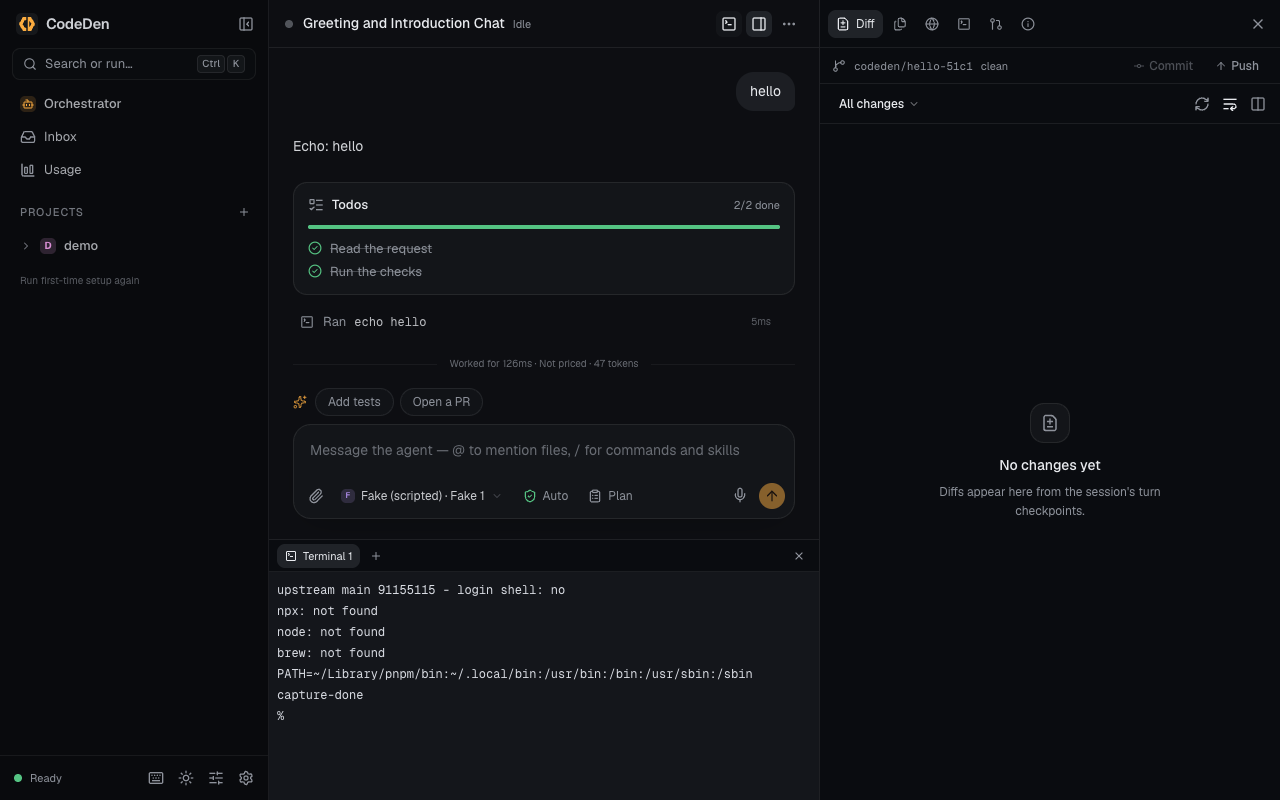 CodeDen
Search or run...
Ctrl K
Orchestrator
Inbox
Usage
PROJECTS
D demo
Run first-time setup again
Ready
Greeting and Introduction Chat Idle
hello
Echo: hello
Todos 2/2 done
Read the request
Run the checks
Ran echo hello 5ms
Worked for 126ms · Not priced · 47 tokens
Add tests Open a PR
Message the agent — @ to mention files, / for commands and skills
F Fake (scripted) · Fake 1 Auto Plan
Terminal 1
upstream main 91155115 - login shell: no
npx: not found
node: not found
brew: not found
PATH=~/Library/pnpm/bin:~/.local/bin:/usr/bin:/bin:/usr/sbin:/sbin
capture-done
%
Diff
codeden/hello-51c1 clean Commit Push
All changes
No changes yet
Diffs appear here from the session's turn
checkpoints.